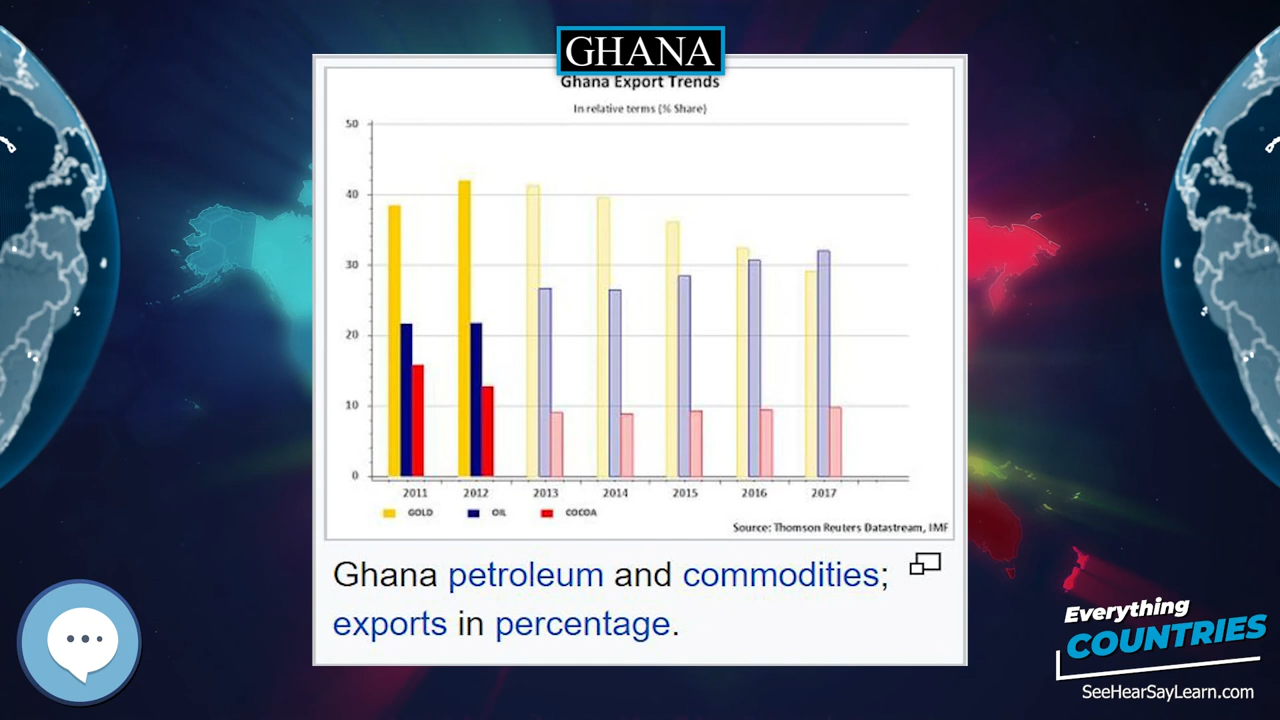 GHANA
Ghana Export Trends
In relative terms (% Share)
50
40
30
20
10
0
2011 2012 2013 2014 2015 2016 2017
GOLD OIL COCOA
Source: Thomson Reuters Datastream, IMF
Ghana petroleum and commodities;
exports in percentage.
Everything
COUNTRIES
SeeHearSayLearn.com